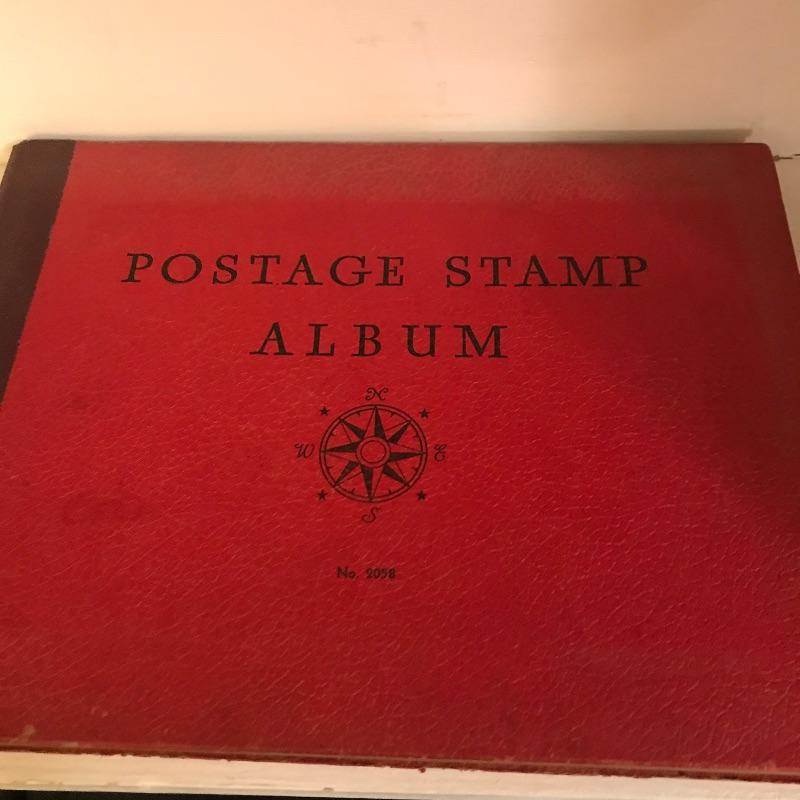 POSTAGE STAMP
ALBUM
N
W E
S
No. 2058